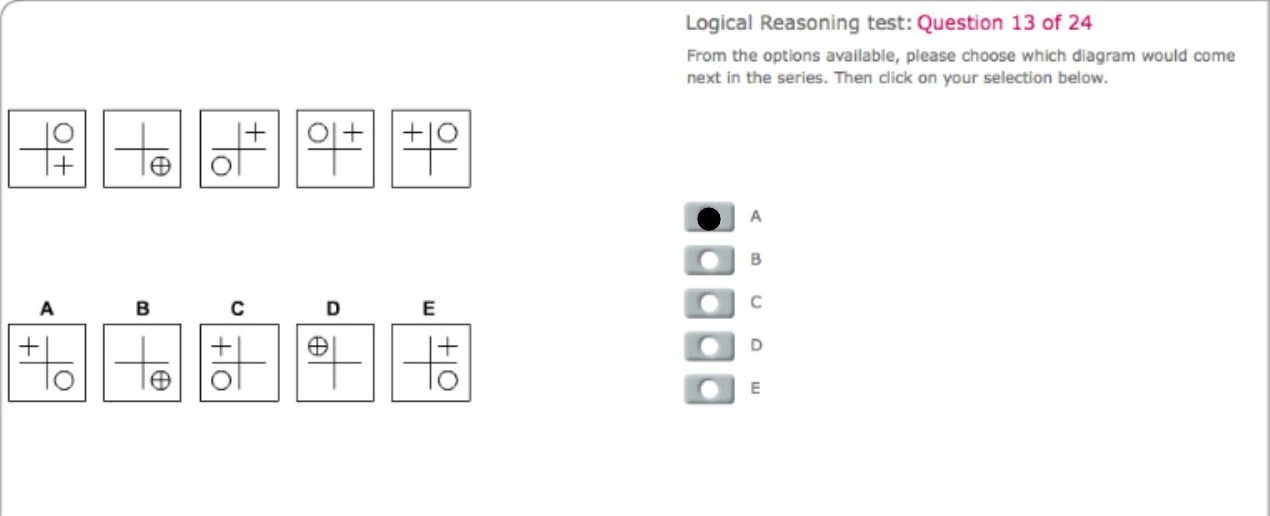 Logical Reasoning test: Question 13 of 24
From the options available, please choose which diagram would come
next in the series. Then click on your selection below.
A
B
C
D
E
A B C D E